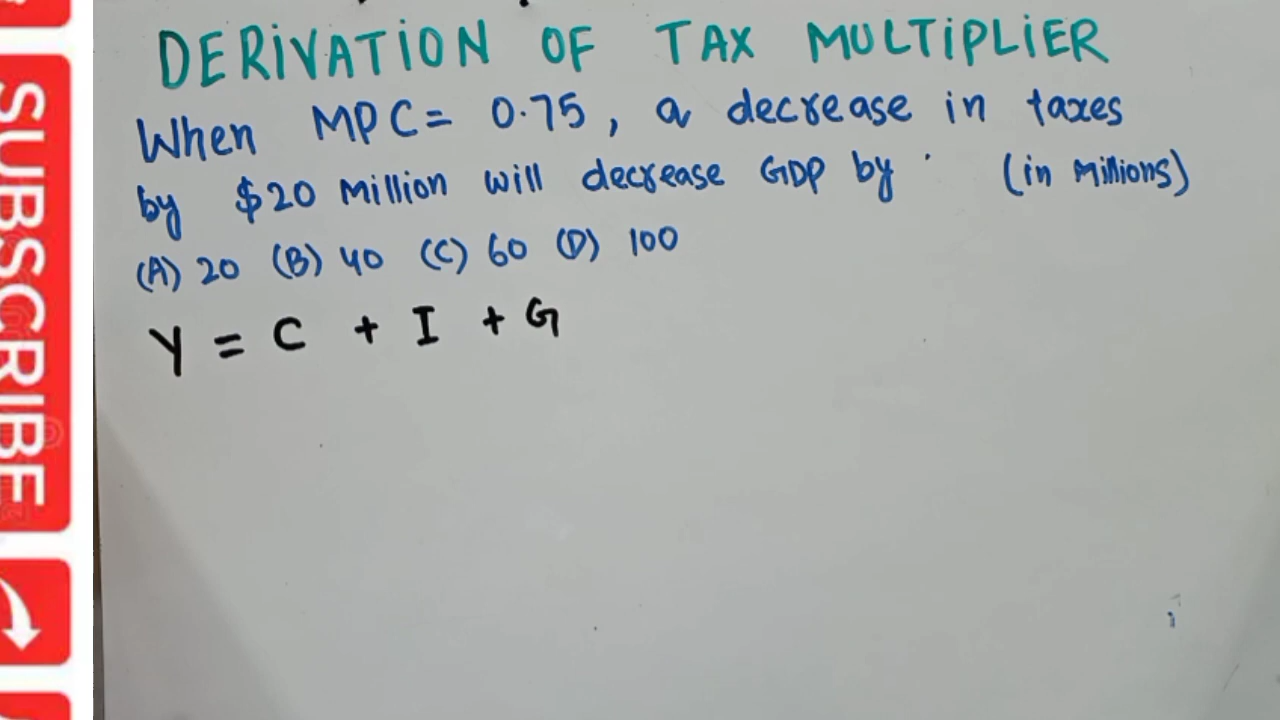 DERIVATION OF TAX MULTIPLIER
When MPC= 0.75, a decrease in taxes
by $20 Million will decrease GDP by (in Millions)
(A) 20 (B) 40 (C) 60 (D) 100
Y = C + I + G
SUBSCRIBE